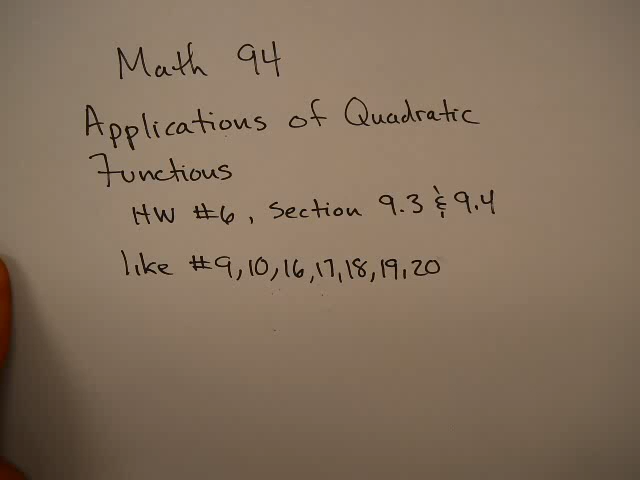 Math 94
Applications of Quadratic
Functions
HW #6, Section 9.3 & 9.4
like #9, 10, 16, 17, 18, 19, 20